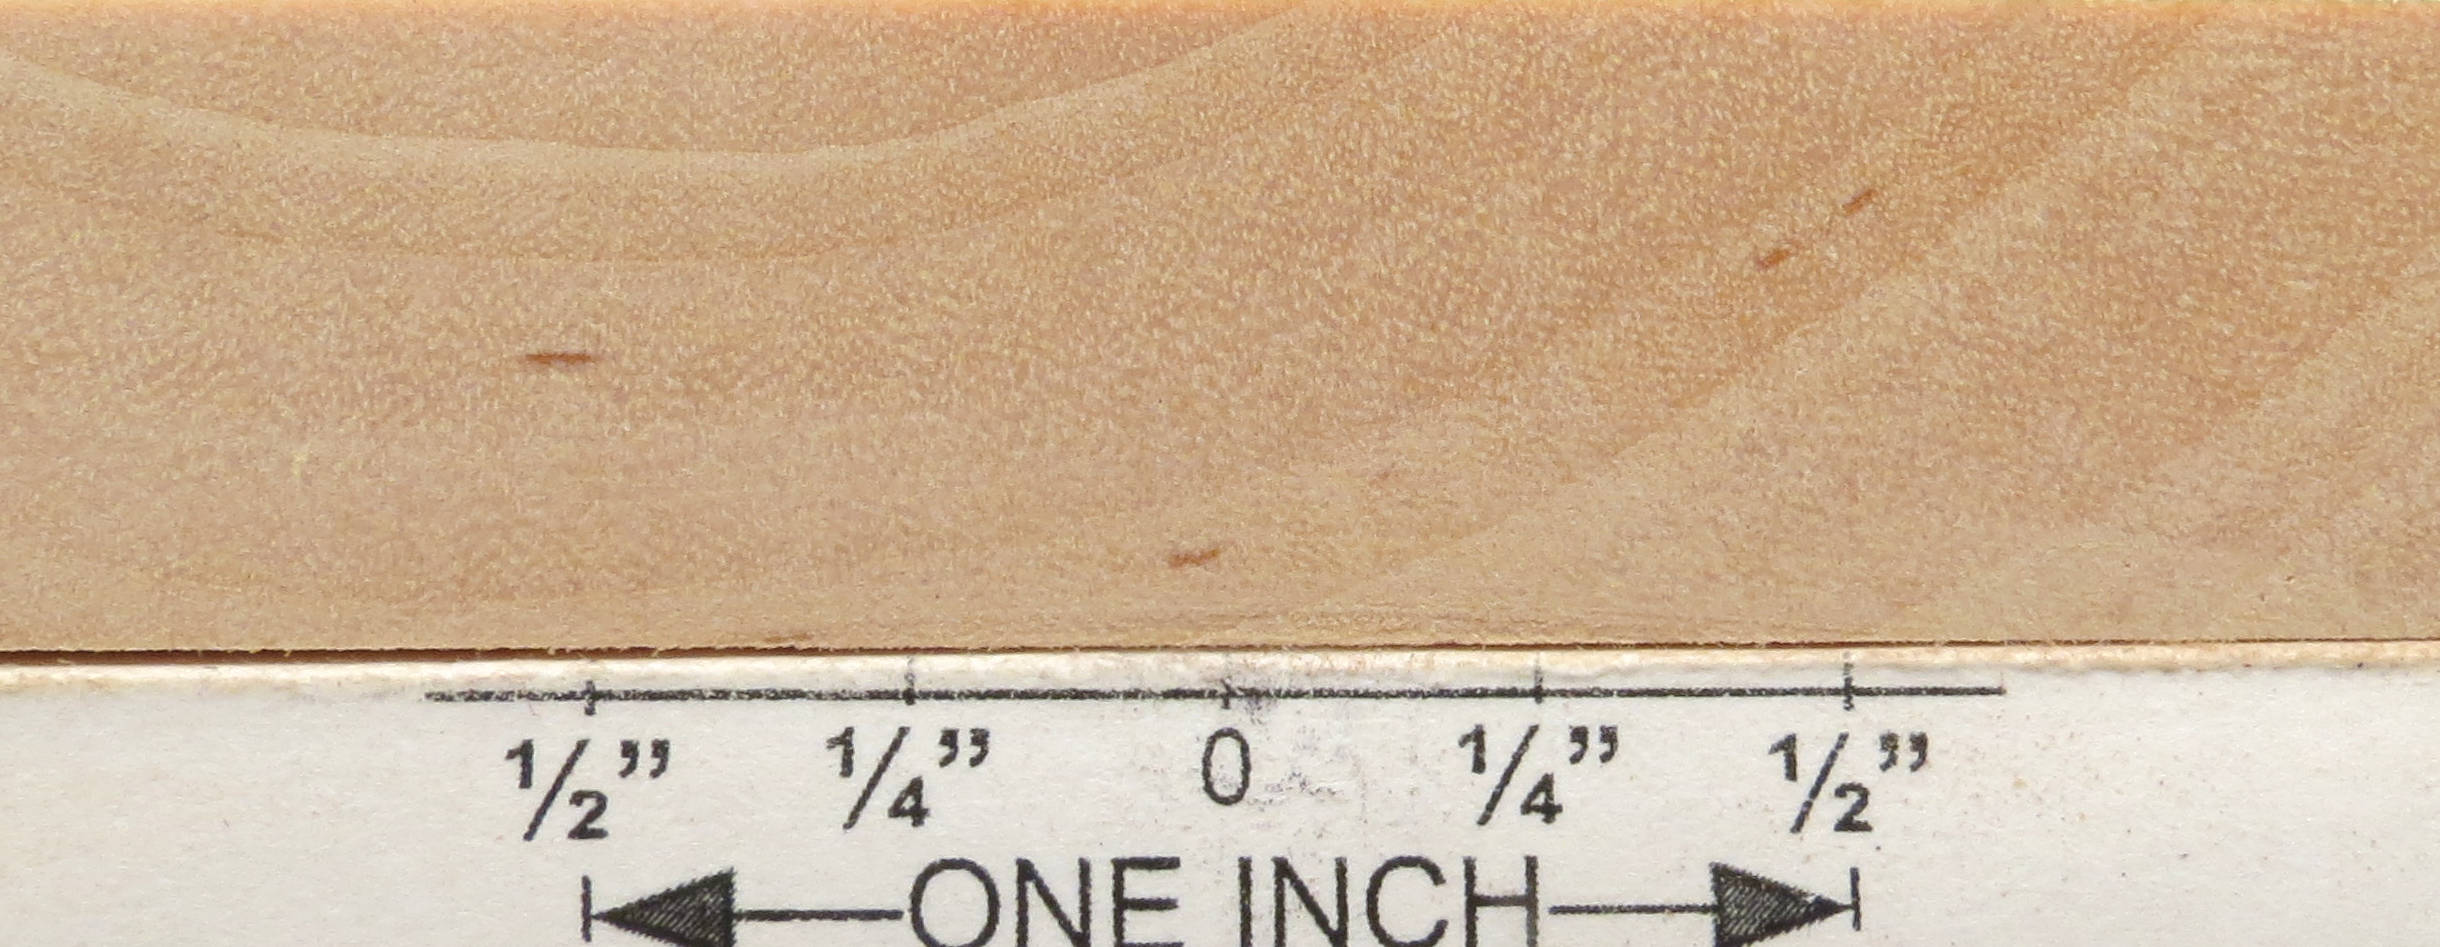 1/2” 1/4” 0 1/4” 1/2”
ONE INCH